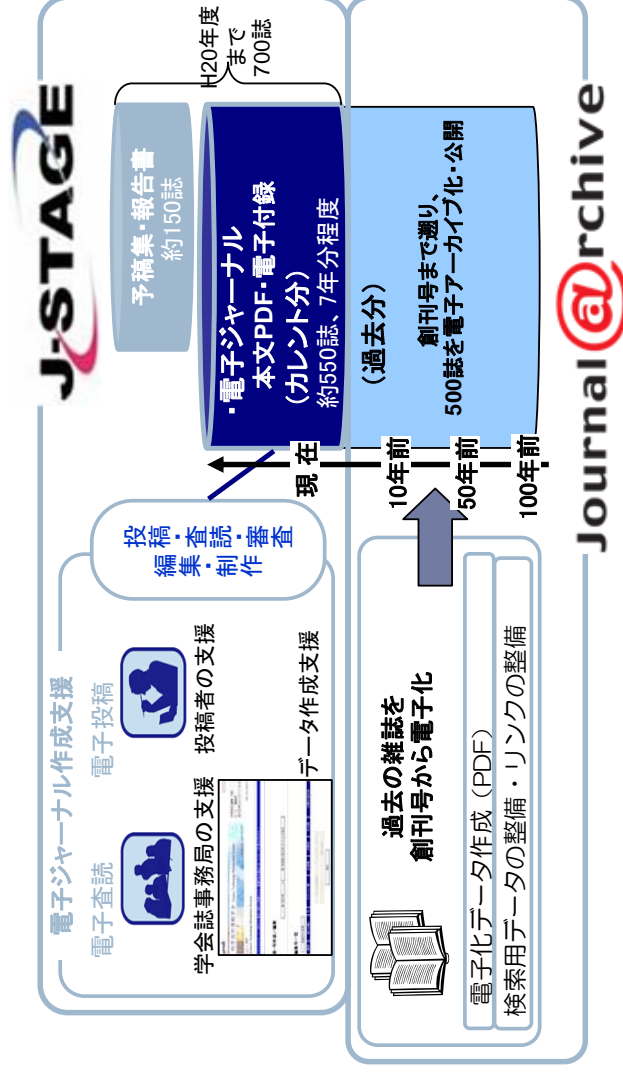 J-STAGE
電子ジャーナル作成支援
電子査読
電子投稿
学会誌事務局の支援
投稿者の支援
データ作成支援
投稿・査読・審査
編集・制作
予稿集・報告書
約150誌
H20年度
まで
700誌
・電子ジャーナル
本文PDF・電子付録
(カレント分)
約550誌、7年分程度
現 在
10年前
50年前
100年前
(過去分)
創刊号まで遡り、
500誌を電子アーカイブ化・公開
過去の雑誌を
創刊号から電子化
電子化データ作成(PDF)
検索用データの整備・リンクの整備
Journal@rchive